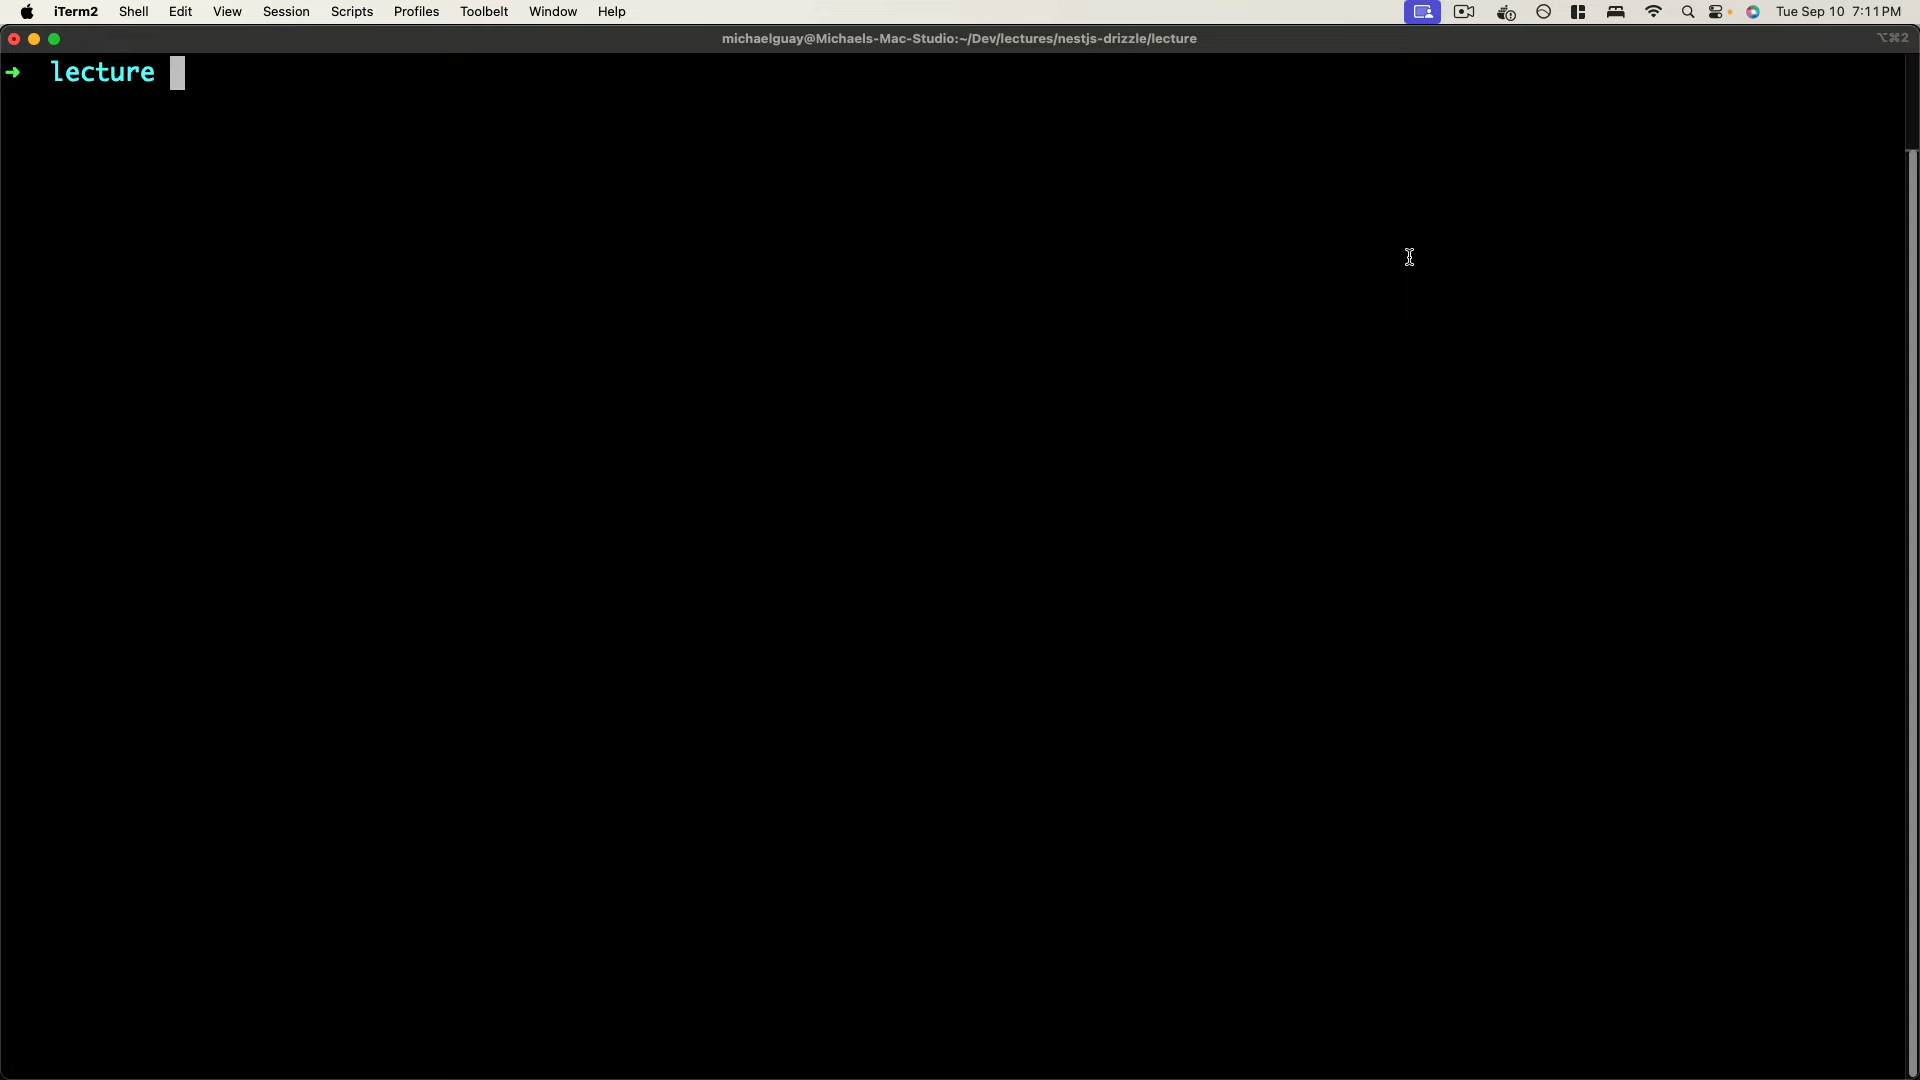 iTerm2 Shell Edit View Session Scripts Profiles Toolbelt Window Help Tue Sep 10 7:11 PM
michaelguay@Michaels-Mac-Studio:~/Dev/lectures/nestjs-drizzle/lecture ⌥⌘2
➜ lecture